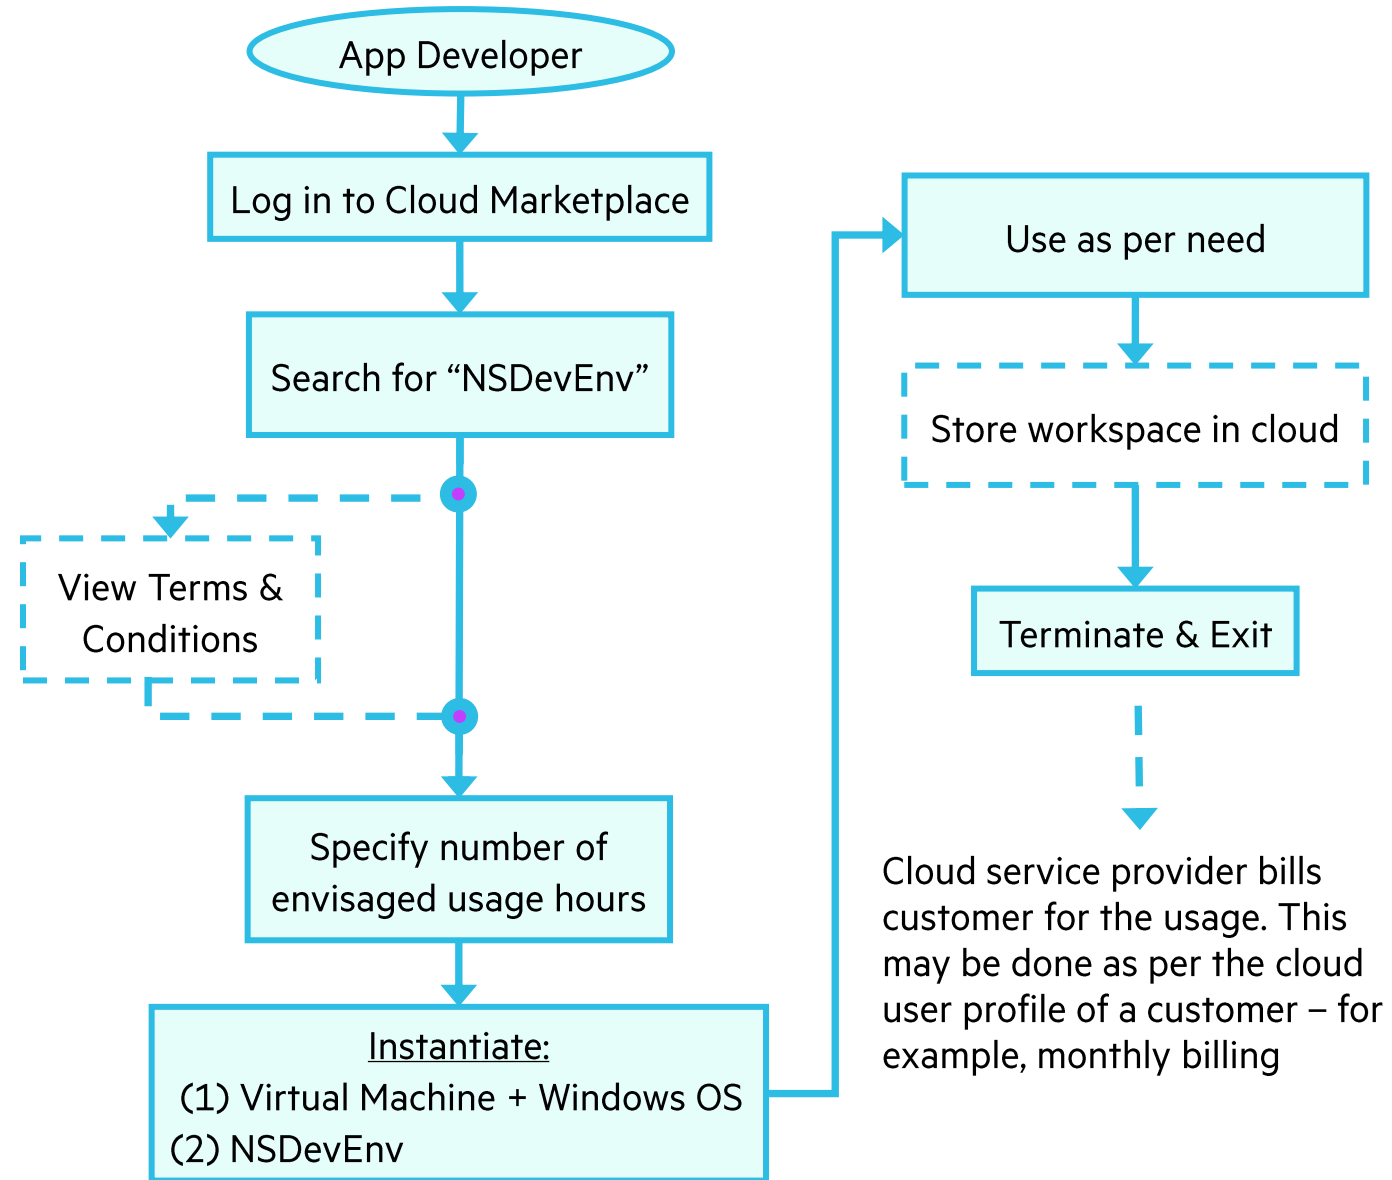 App Developer
Log in to Cloud Marketplace
Search for “NSDevEnv”
View Terms &
Conditions
Specify number of
envisaged usage hours
Instantiate:
(1) Virtual Machine + Windows OS
(2) NSDevEnv
Use as per need
Store workspace in cloud
Terminate & Exit
Cloud service provider bills
customer for the usage. This
may be done as per the cloud
user profile of a customer – for
example, monthly billing